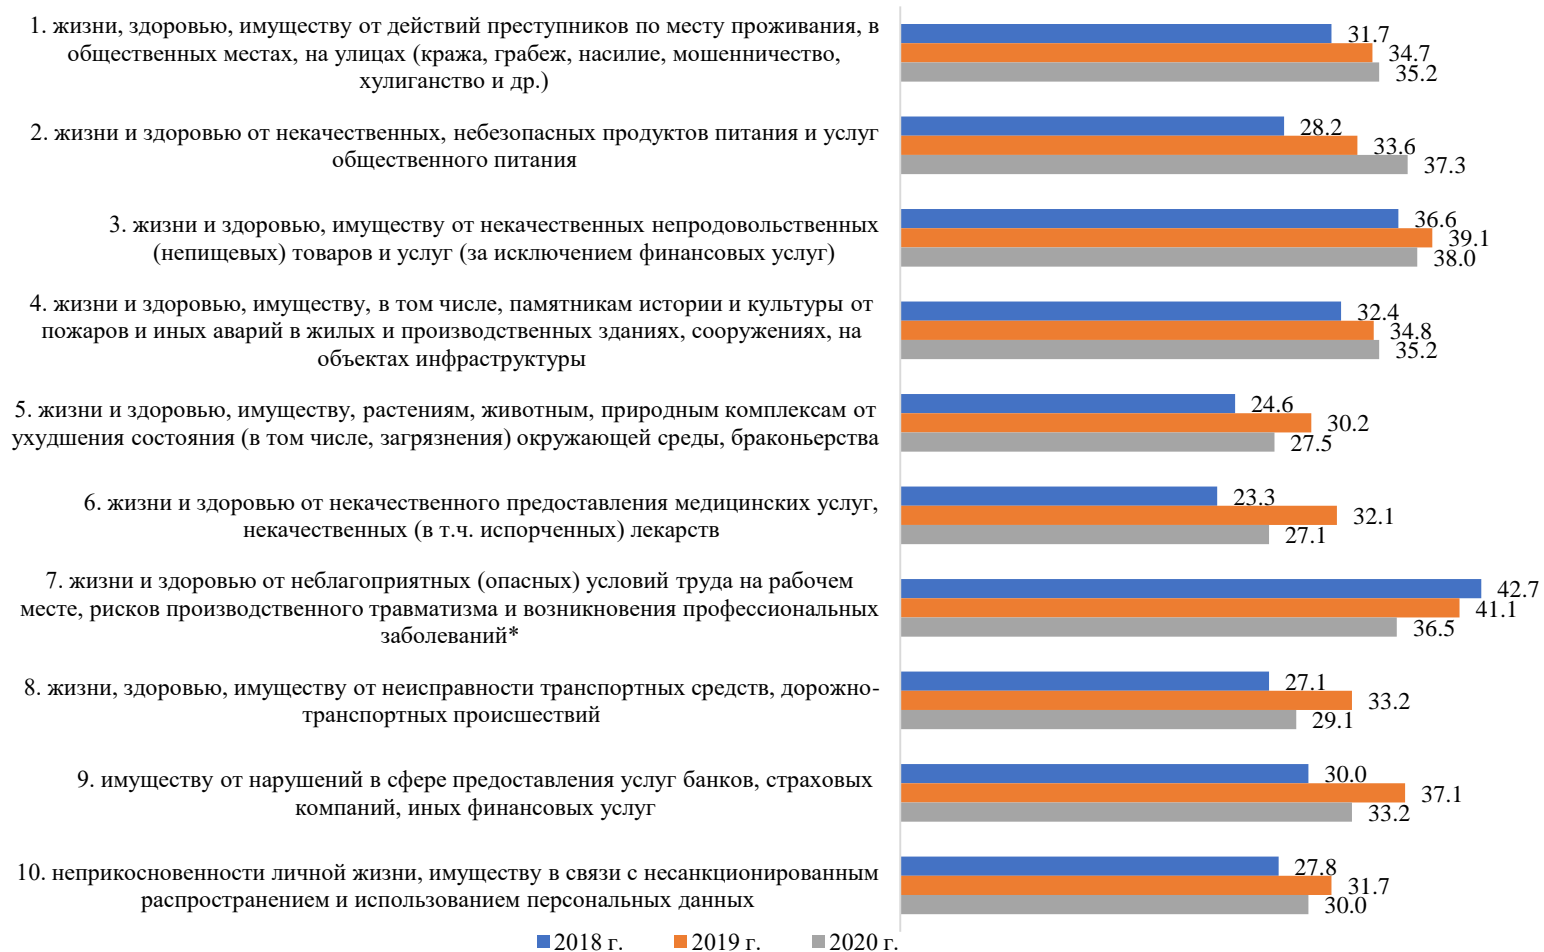 1. жизни, здоровью, имуществу от действий преступников по месту проживания, в
общественных местах, на улицах (кража, грабеж, насилие, мошенничество,
хулиганство и др.)
31.7
34.7
35.2
2. жизни и здоровью от некачественных, небезопасных продуктов питания и услуг
общественного питания
28.2
33.6
37.3
3. жизни и здоровью, имуществу от некачественных непродовольственных
(непищевых) товаров и услуг (за исключением финансовых услуг)
36.6
39.1
38.0
4. жизни и здоровью, имуществу, в том числе, памятникам истории и культуры от
пожаров и иных аварий в жилых и производственных зданиях, сооружениях, на
объектах инфраструктуры
32.4
34.8
35.2
5. жизни и здоровью, имуществу, растениям, животным, природным комплексам от
ухудшения состояния (в том числе, загрязнения) окружающей среды, браконьерства
24.6
30.2
27.5
6. жизни и здоровью от некачественного предоставления медицинских услуг,
некачественных (в т.ч. испорченных) лекарств
23.3
32.1
27.1
7. жизни и здоровью от неблагоприятных (опасных) условий труда на рабочем
месте, рисков производственного травматизма и возникновения профессиональных
заболеваний*
42.7
41.1
36.5
8. жизни, здоровью, имуществу от неисправности транспортных средств, дорожно-
транспортных происшествий
27.1
33.2
29.1
9. имуществу от нарушений в сфере предоставления услуг банков, страховых
компаний, иных финансовых услуг
30.0
37.1
33.2
10. неприкосновенности личной жизни, имуществу в связи с несанкционированным
распространением и использованием персональных данных
27.8
31.7
30.0
2018 г. 2019 г. 2020 г.